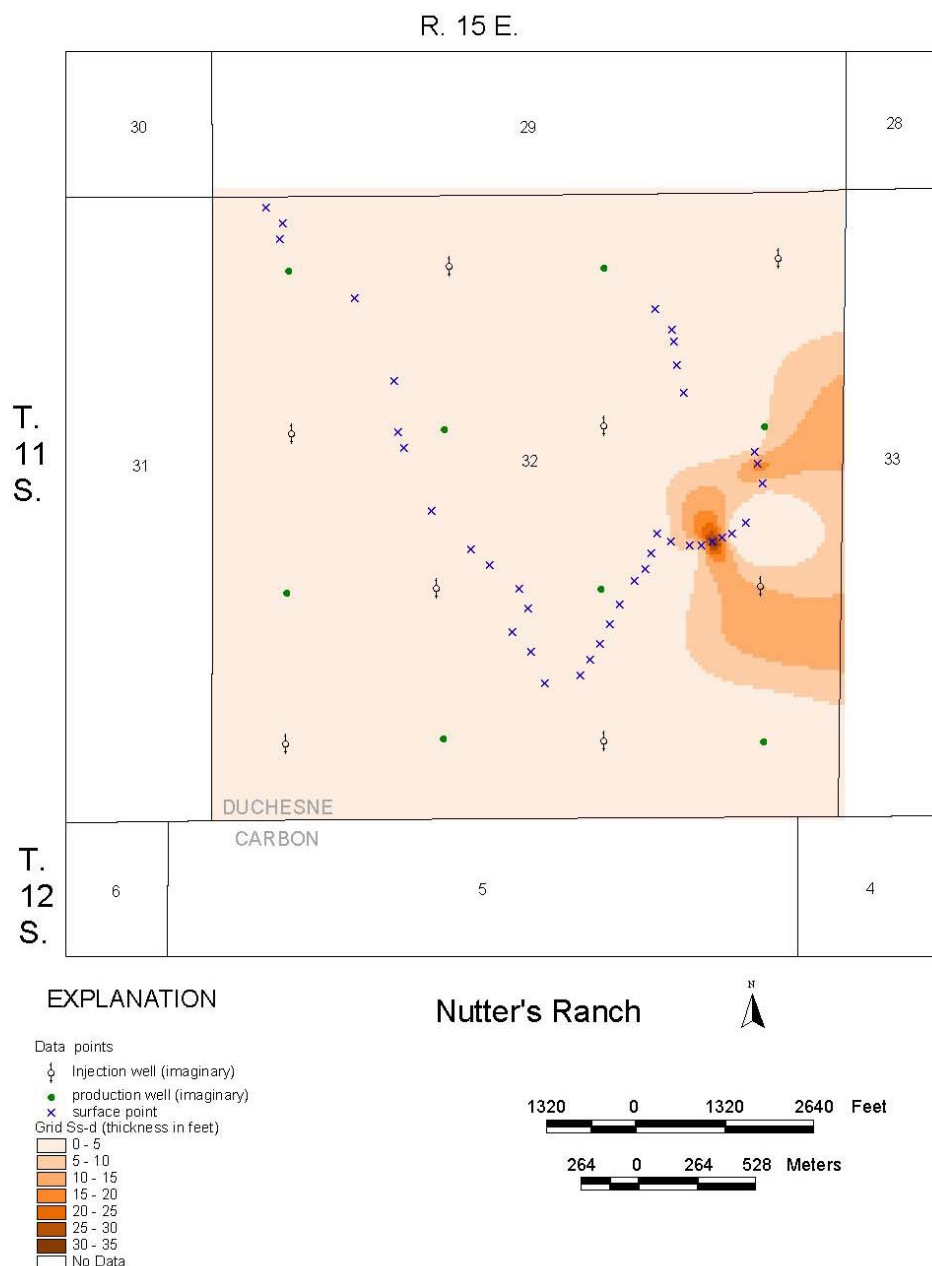 R. 15 E.
30
29
28
T.
11
S.
31
32
33
DUCHESNE
CARBON
T.
12
S.
6
5
4
EXPLANATION
Nutter's Ranch
N
Data points
Injection well (imaginary)
production well (imaginary)
surface point
Grid Ss-d (thickness in feet)
0 - 5
5 - 10
10 - 15
15 - 20
20 - 25
25 - 30
30 - 35
No Data
1320 0 1320 2640 Feet
264 0 264 528 Meters